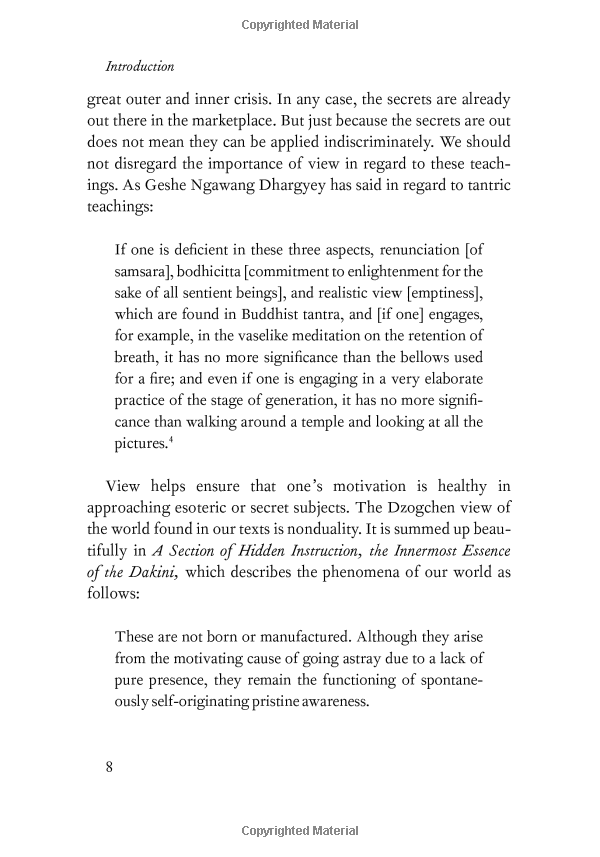 Copyrighted Material
Introduction
great outer and inner crisis. In any case, the secrets are already
out there in the marketplace. But just because the secrets are out
does not mean they can be applied indiscriminately. We should
not disregard the importance of view in regard to these teach-
ings. As Geshe Ngawang Dhargyey has said in regard to tantric
teachings:
If one is deficient in these three aspects, renunciation [of
samsara], bodhicitta [commitment to enlightenment for the
sake of all sentient beings], and realistic view [emptiness],
which are found in Buddhist tantra, and [if one] engages,
for example, in the vaselike meditation on the retention of
breath, it has no more significance than the bellows used
for a fire; and even if one is engaging in a very elaborate
practice of the stage of generation, it has no more signifi-
cance than walking around a temple and looking at all the
pictures.⁴
View helps ensure that one’s motivation is healthy in
approaching esoteric or secret subjects. The Dzogchen view of
the world found in our texts is nonduality. It is summed up beau-
tifully in A Section of Hidden Instruction, the Innermost Essence
of the Dakini, which describes the phenomena of our world as
follows:
These are not born or manufactured. Although they arise
from the motivating cause of going astray due to a lack of
pure presence, they remain the functioning of spontane-
ously self-originating pristine awareness.
8
Copyrighted Material